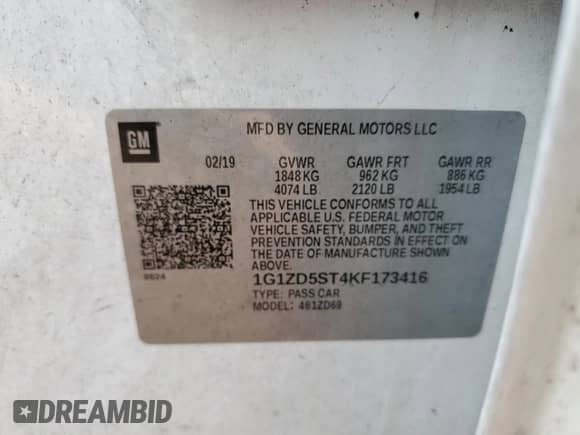 GM
MFD BY GENERAL MOTORS LLC
02/19 GVWR GAWR FRT GAWR RR
1848 KG 962 KG 886 KG
4074 LB 2120 LB 1954 LB
THIS VEHICLE CONFORMS TO ALL
APPLICABLE U.S. FEDERAL MOTOR
VEHICLE SAFETY, BUMPER, AND THEFT
PREVENTION STANDARDS IN EFFECT ON
THE DATE OF MANUFACTURE SHOWN ABOVE.
9824
1G1ZD5ST4KF173416
TYPE: PASS CAR
MODEL: 461ZD69
DREAMBID